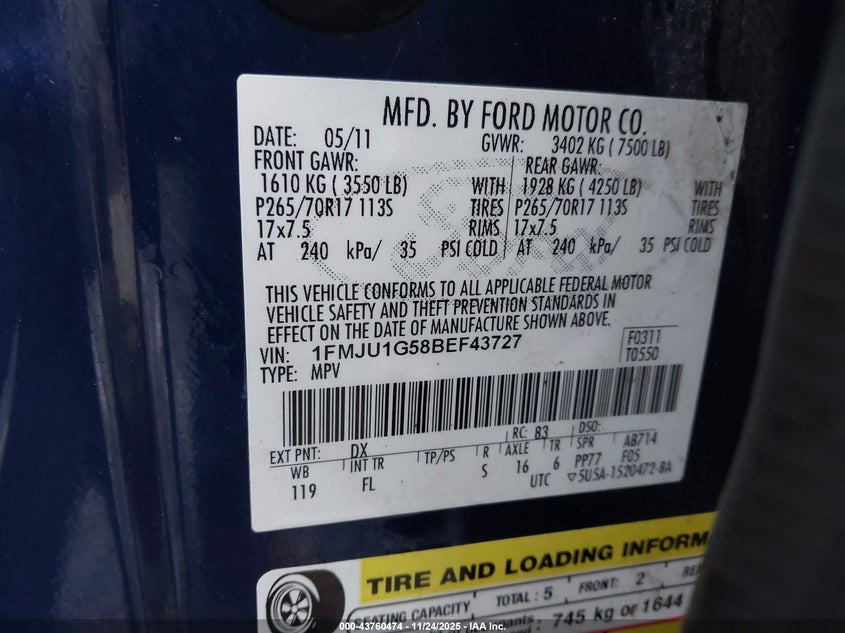 MFD. BY FORD MOTOR CO.
DATE: 05/11 GVWR: 3402 KG ( 7500 LB)
FRONT GAWR: REAR GAWR:
1610 KG ( 3550 LB) WITH 1928 KG ( 4250 LB) WITH
P265/70R17 113S TIRES P265/70R17 113S TIRES
17x7.5 RIMS 17x7.5 RIMS
AT 240 kPa/ 35 PSI COLD AT 240 kPa/ 35 PSI COLD
THIS VEHICLE CONFORMS TO ALL APPLICABLE FEDERAL MOTOR
VEHICLE SAFETY AND THEFT PREVENTION STANDARDS IN
EFFECT ON THE DATE OF MANUFACTURE SHOWN ABOVE.
VIN: 1FMJU1G58BEF43727 F0311
TYPE: MPV T0550
EXT PNT: DX RC: 83 DSO:
WB INT TR TP/PS R AXLE TR SPR AB714
119 FL S 16 6 PP77 F05
UTC ▽5U5A-1520472-BA
TIRE AND LOADING INFORM
SEATING CAPACITY TOTAL : 5 FRONT: 2
745 kg or 1644
000-43760474 - 11/24/2025 - IAA Inc.